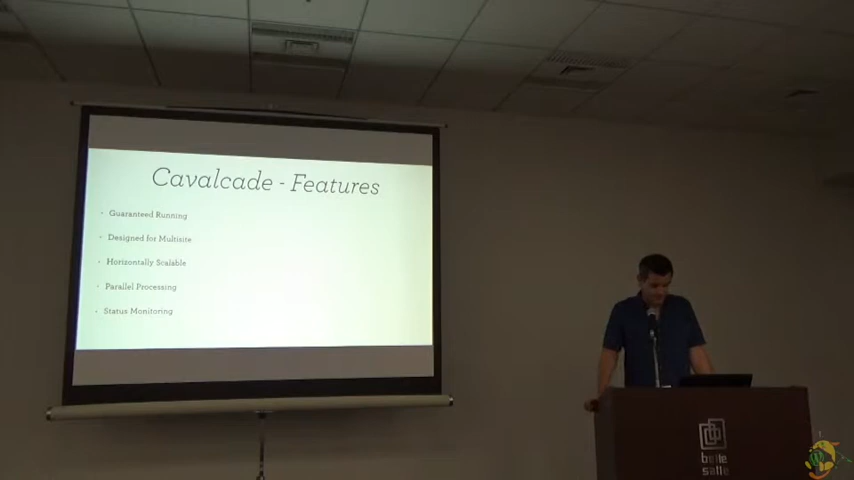 Cavalcade - Features
• Guaranteed Running
• Designed for Multisite
• Horizontally Scalable
• Parallel Processing
• Status Monitoring
belle
salle